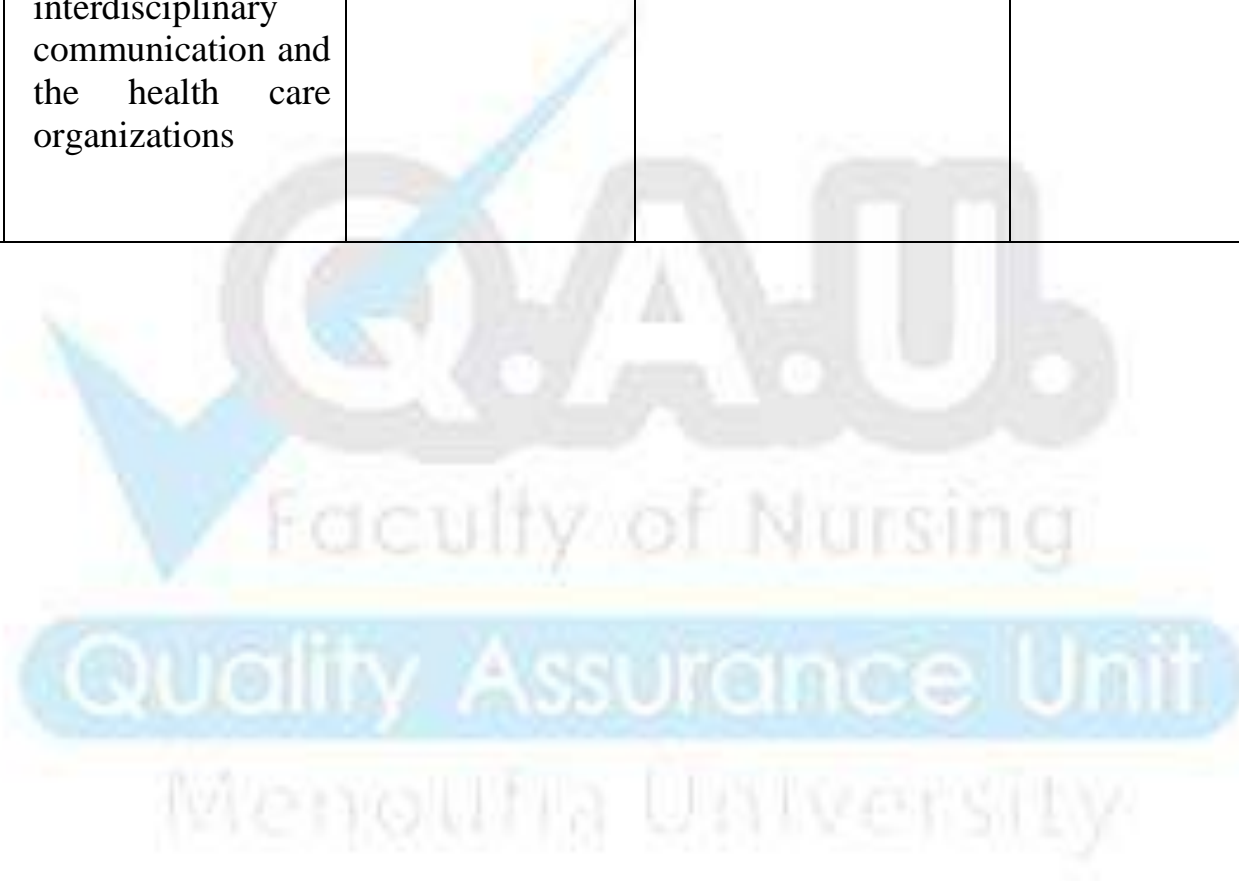 interdisciplinary
communication and
the health care
organizations
Q.A.U.
Faculty of Nursing
Quality Assurance Unit
Menoufia University